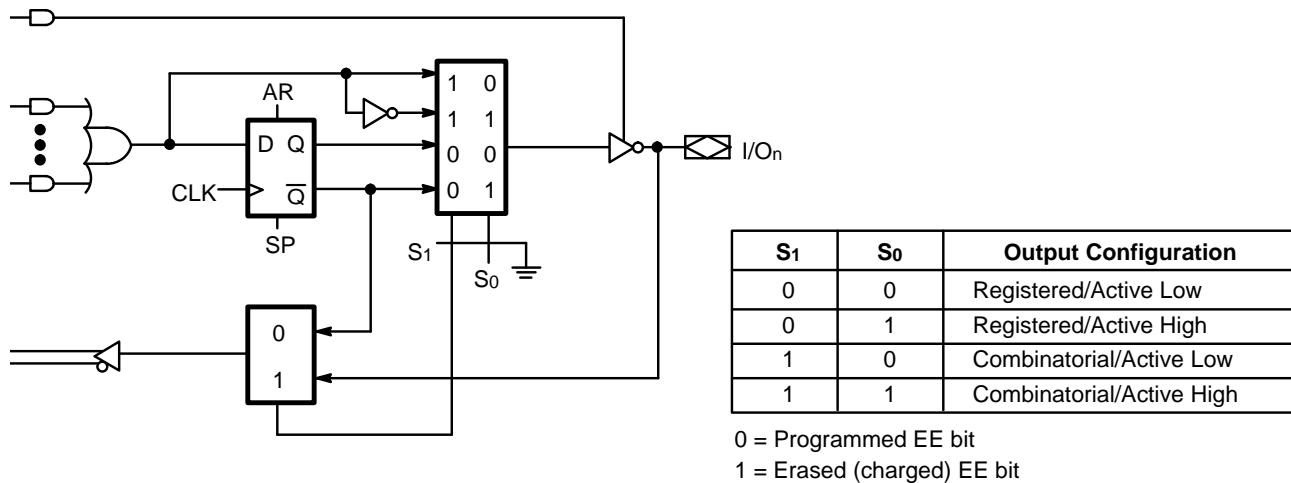 AR
D Q
CLK
Q
SP
1 0
1 1
0 0
0 1
I/On
S1
S0
0
1
S1 S0 Output Configuration
0 0 Registered/Active Low
0 1 Registered/Active High
1 0 Combinatorial/Active Low
1 1 Combinatorial/Active High
0 = Programmed EE bit
1 = Erased (charged) EE bit